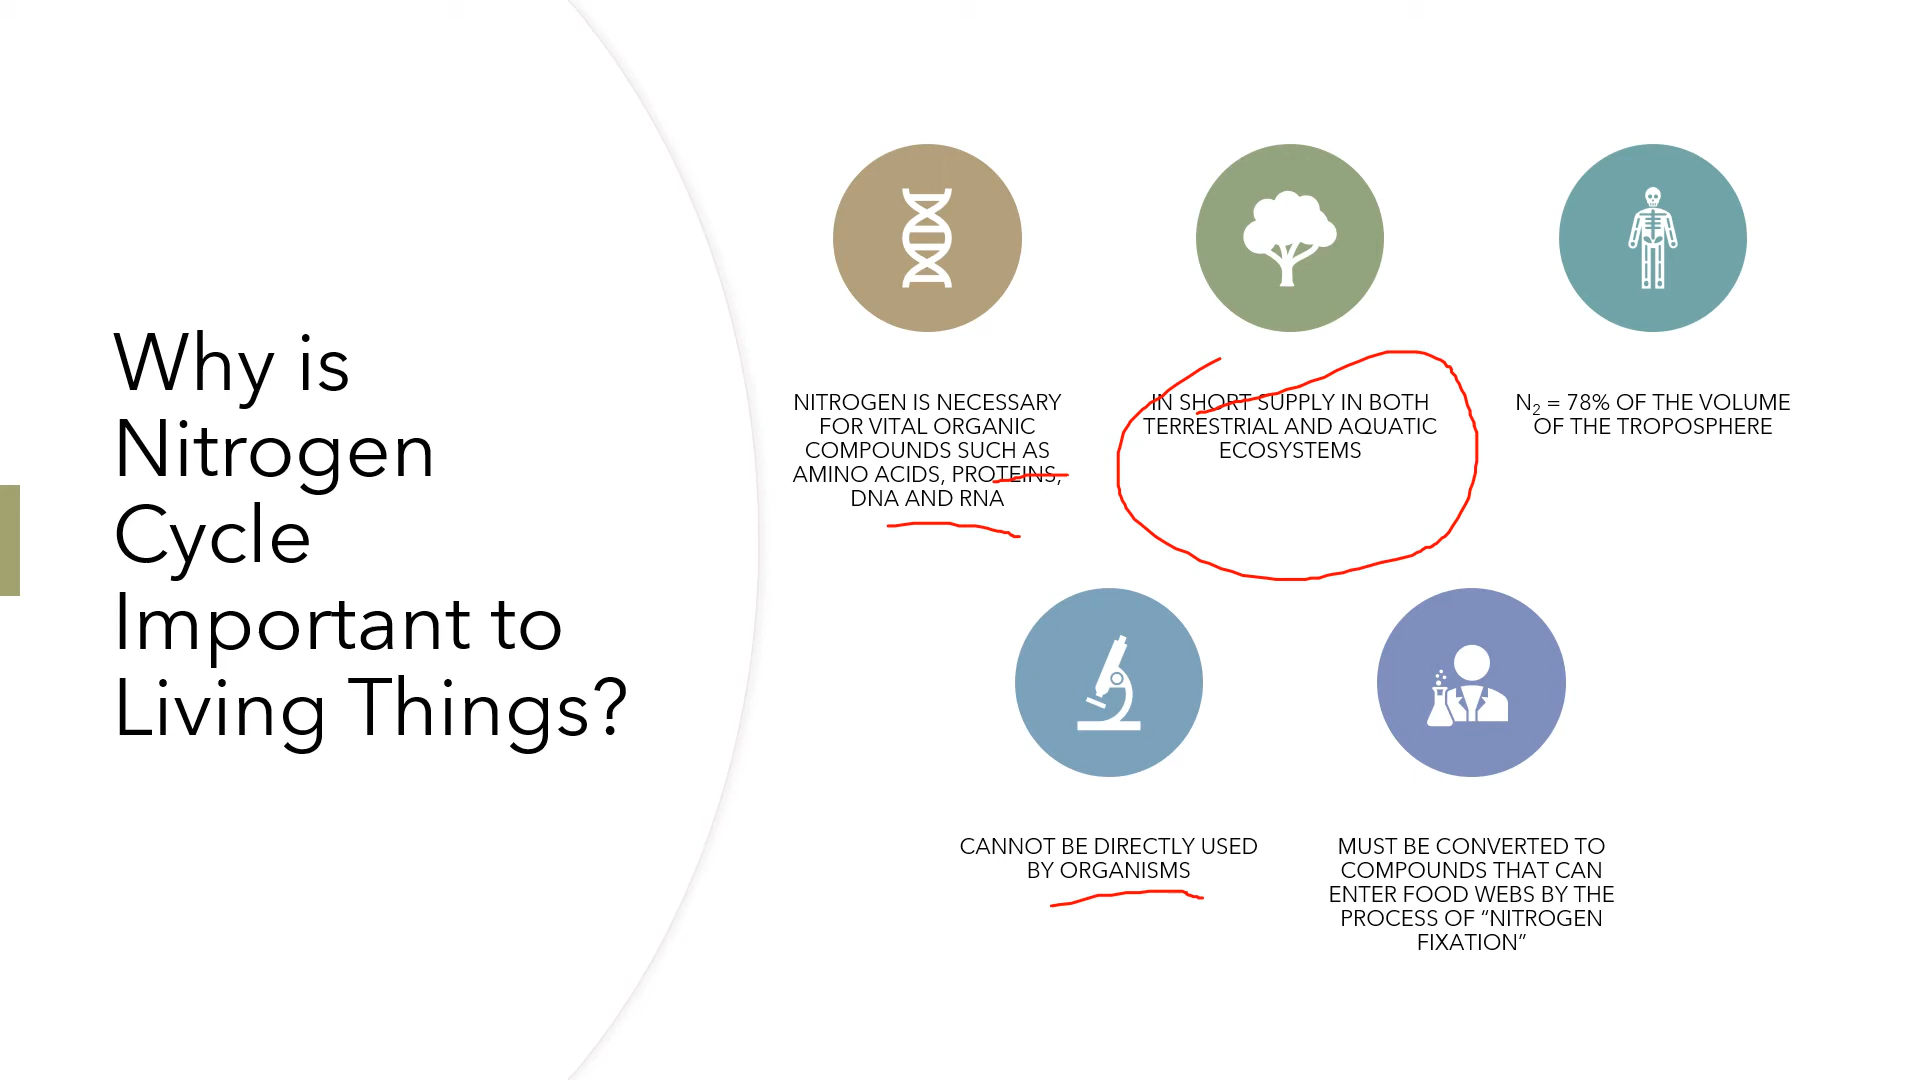 Why is
Nitrogen
Cycle
Important to
Living Things?
NITROGEN IS NECESSARY
FOR VITAL ORGANIC
COMPOUNDS SUCH AS
AMINO ACIDS, PROTEINS,
DNA AND RNA
IN SHORT SUPPLY IN BOTH
TERRESTRIAL AND AQUATIC
ECOSYSTEMS
N₂ = 78% OF THE VOLUME
OF THE TROPOSPHERE
CANNOT BE DIRECTLY USED
BY ORGANISMS
MUST BE CONVERTED TO
COMPOUNDS THAT CAN
ENTER FOOD WEBS BY THE
PROCESS OF “NITROGEN
FIXATION”